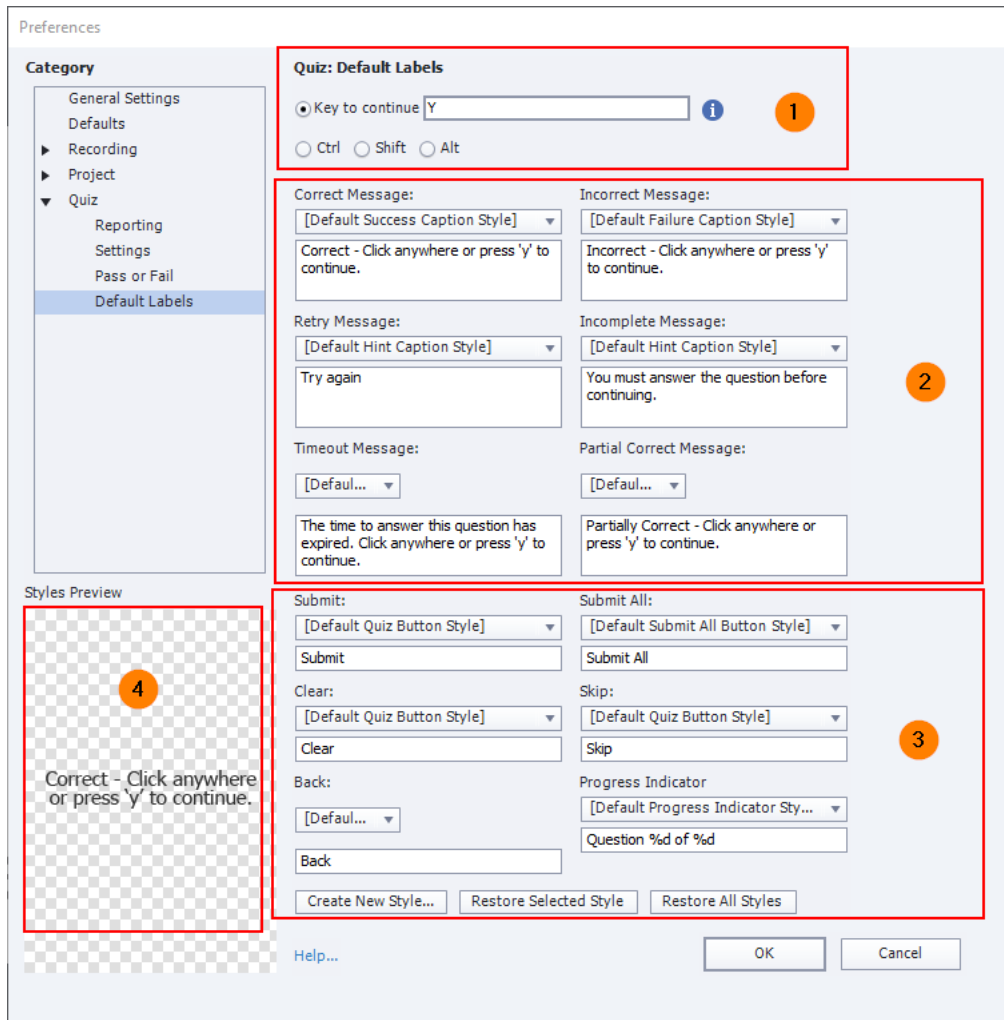 Preferences
Category
General Settings
Defaults
Recording
Project
Quiz
Reporting
Settings
Pass or Fail
Default Labels
Quiz: Default Labels
Key to continue Y
i
1
Ctrl Shift Alt
Correct Message: Incorrect Message:
[Default Success Caption Style] [Default Failure Caption Style]
Correct - Click anywhere or press 'y' to
continue.
Incorrect - Click anywhere or press 'y'
to continue.
Retry Message: Incomplete Message:
[Default Hint Caption Style] [Default Hint Caption Style]
Try again
You must answer the question before
continuing.
2
Timeout Message: Partial Correct Message:
[Defaul... [Defaul...
The time to answer this question has
expired. Click anywhere or press 'y' to
continue.
Partially Correct - Click anywhere or
press 'y' to continue.
Styles Preview
4
Correct - Click anywhere
or press 'y' to continue.
Submit: Submit All:
[Default Quiz Button Style] [Default Submit All Button Style]
Submit Submit All
Clear: Skip:
[Default Quiz Button Style] [Default Quiz Button Style]
Clear Skip
3
Back: Progress Indicator
[Defaul... [Default Progress Indicator Sty...
Back Question %d of %d
Create New Style... Restore Selected Style Restore All Styles
Help... OK Cancel